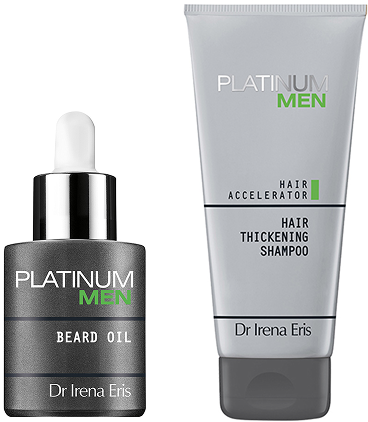 PLATINUM
MEN
BEARD OIL
Dr Irena Eris
PLATINUM
MEN
HAIR
ACCELERATOR
HAIR
THICKENING
SHAMPOO
Dr Irena Eris